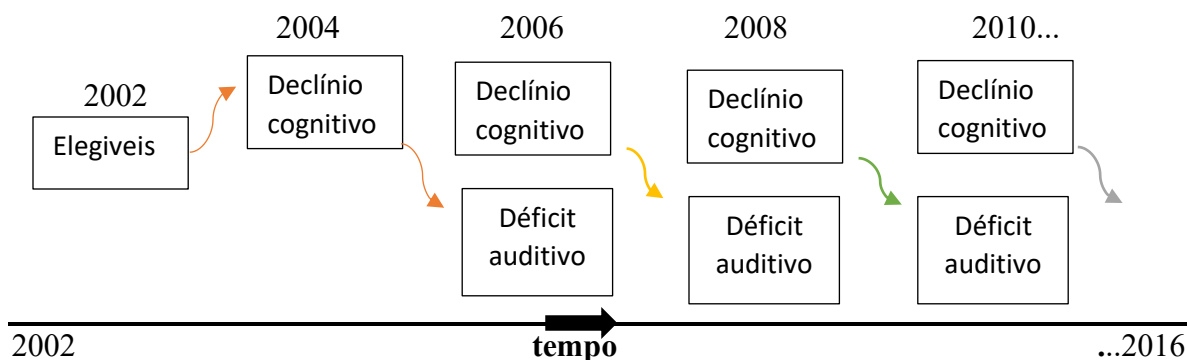 2004
2006
2008
2010...
2002
Elegiveis
Declínio
cognitivo
Declínio
cognitivo
Declínio
cognitivo
Declínio
cognitivo
Déficit
auditivo
Déficit
auditivo
Déficit
auditivo
2002
tempo
...2016